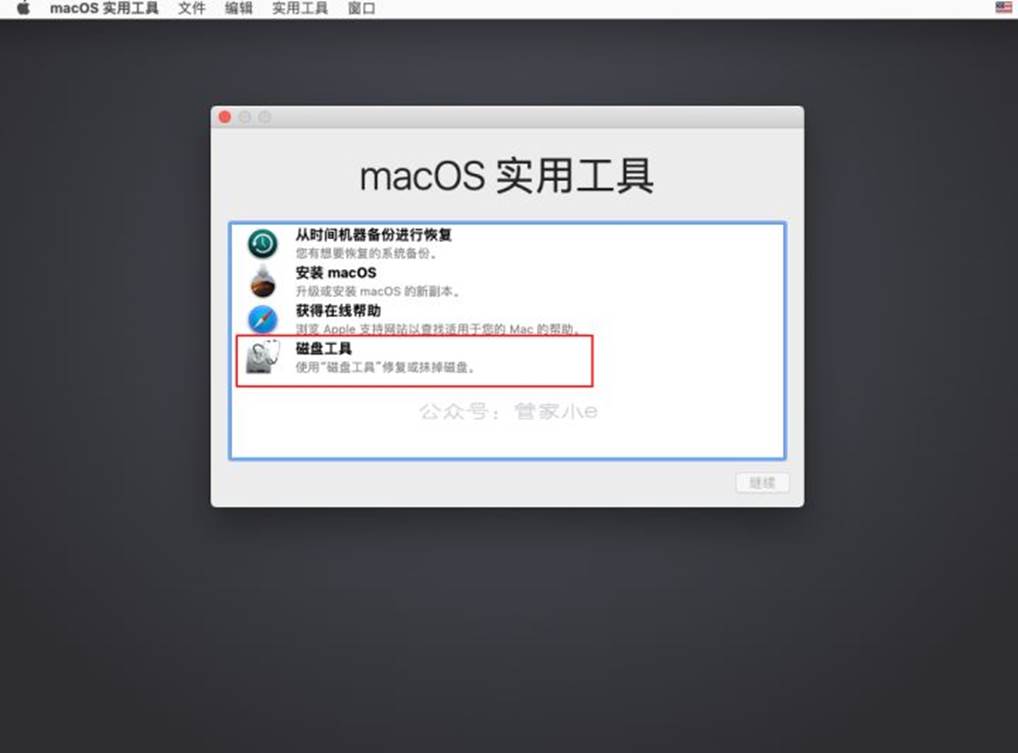 macOS 实用工具 文件 编辑 实用工具 窗口
macOS 实用工具
从时间机器备份进行恢复
您有想要恢复的系统备份。
安装 macOS
升级或安装 macOS 的新副本。
获得在线帮助
浏览 Apple 支持网站以查找适用于您的 Mac 的帮助。
磁盘工具
使用“磁盘工具”修复或抹掉磁盘。
公众号：管家小e
继续